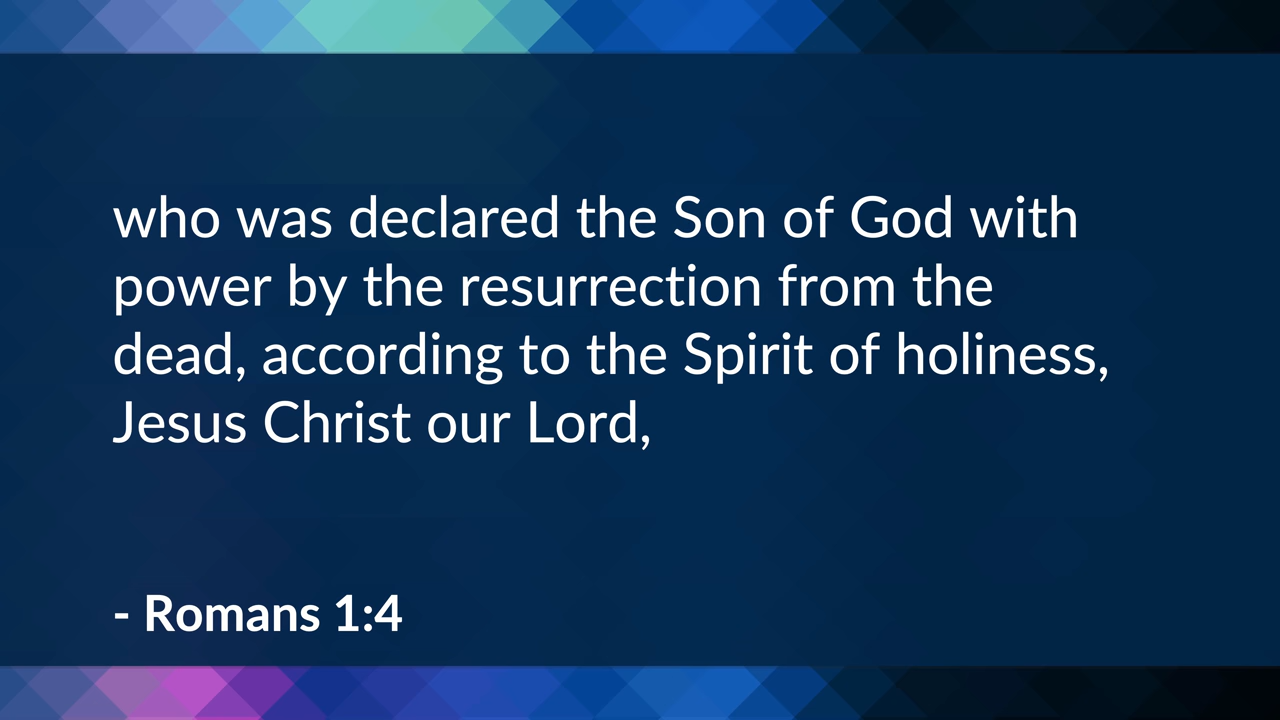 who was declared the Son of God with
power by the resurrection from the
dead, according to the Spirit of holiness,
Jesus Christ our Lord,
- Romans 1:4